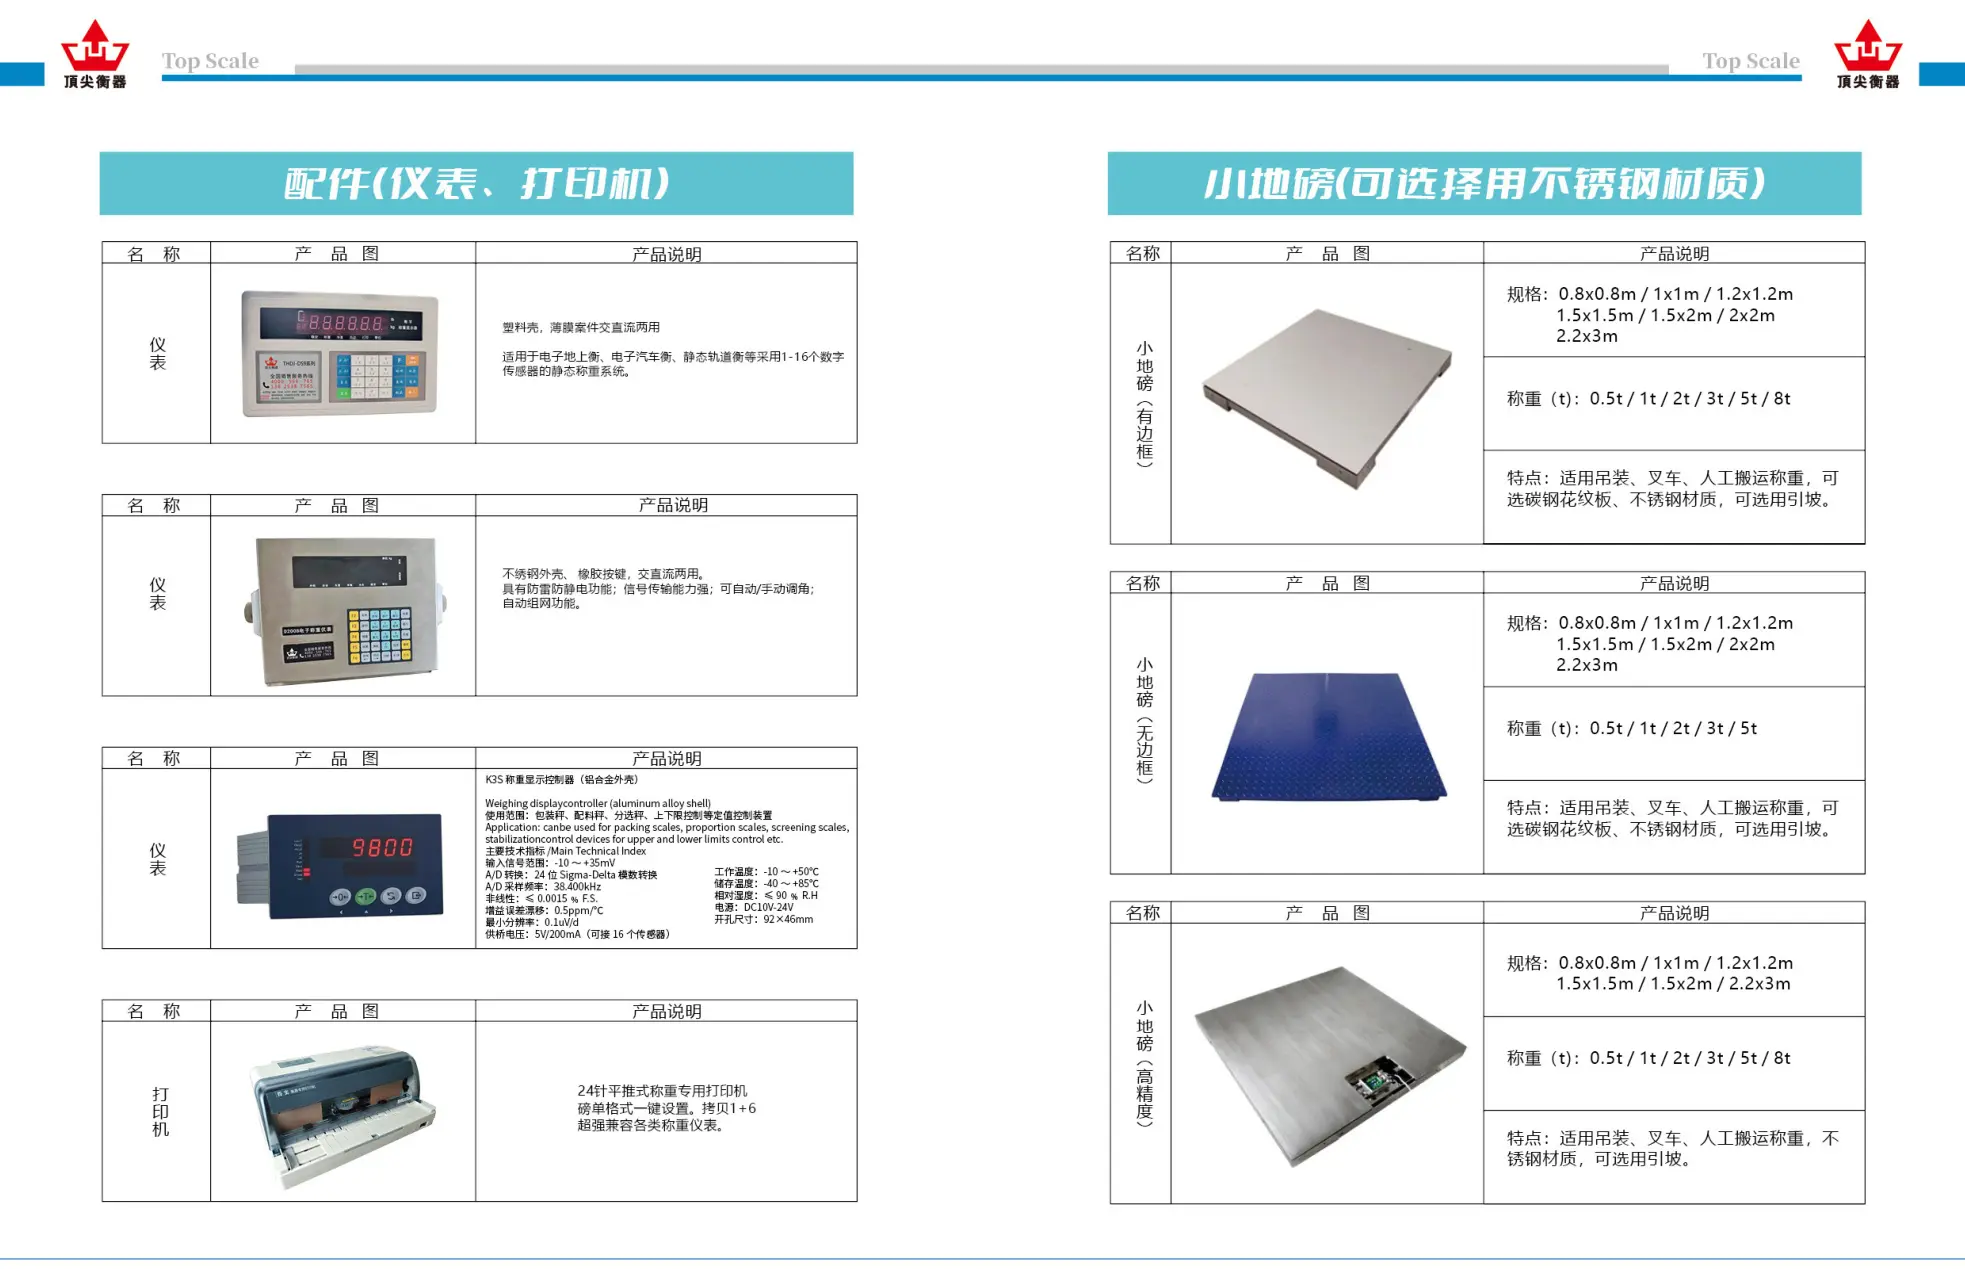 頂尖衡器
Top Scale
Top Scale
頂尖衡器
配件(仪表、打印机)
名 称 产 品 图 产品说明
仪表
塑料壳，薄膜案件交直流两用
适用于电子地上衡、电子汽车衡、静态轨道衡等采用1-16个数字
传感器的静态称重系统。
名 称 产 品 图 产品说明
仪表
不绣钢外壳、 橡胶按键，交直流两用。
具有防雷防静电功能；信号传输能力强；可自动/手动调角；
自动组网功能。
名 称 产 品 图 产品说明
仪表
9800
K3S 称重显示控制器（铝合金外壳）
Weighing displaycontroller (aluminum alloy shell)
使用范围：包装秤、配料秤、分选秤、上下限控制等定值控制装置
Application: canbe used for packing scales, proportion scales, screening scales,
stabilizationcontrol devices for upper and lower limits control etc.
主要技术指标 /Main Technical Index
输入信号范围：-10 ～ +35mV
A/D 转换：24 位 Sigma-Delta 模数转换
A/D 采样频率：38.400kHz
非线性：≤ 0.0015 % F.S.
增益误差漂移：0.5ppm/℃
最小分辨率：0.1uV/d
供桥电压：5V/200mA（可接 16 个传感器）
工作温度：-10 ～ +50℃
储存温度：-40 ～ +85℃
相对湿度：≤ 90 % R.H
电源：DC10V-24V
开孔尺寸：92×46mm
名 称 产 品 图 产品说明
打印机
24针平推式称重专用打印机
磅单格式一键设置。拷贝1+6
超强兼容各类称重仪表。
小地磅(可选择用不锈钢材质)
名称 产 品 图 产品说明
小地磅（有边框）
规格：0.8x0.8m / 1x1m / 1.2x1.2m
1.5x1.5m / 1.5x2m / 2x2m
2.2x3m
称重（t)：0.5t / 1t / 2t / 3t / 5t / 8t
特点：适用吊装、叉车、人工搬运称重，可
选碳钢花纹板、不锈钢材质，可选用引坡。
名称 产 品 图 产品说明
小地磅（无边框）
规格：0.8x0.8m / 1x1m / 1.2x1.2m
1.5x1.5m / 1.5x2m / 2x2m
2.2x3m
称重（t)：0.5t / 1t / 2t / 3t / 5t
特点：适用吊装、叉车、人工搬运称重，可
选碳钢花纹板、不锈钢材质，可选用引坡。
名称 产 品 图 产品说明
小地磅（高精度）
规格：0.8x0.8m / 1x1m / 1.2x1.2m
1.5x1.5m / 1.5x2m / 2.2x3m
称重（t)：0.5t / 1t / 2t / 3t / 5t / 8t
特点：适用吊装、叉车、人工搬运称重，不
锈钢材质，可选用引坡。